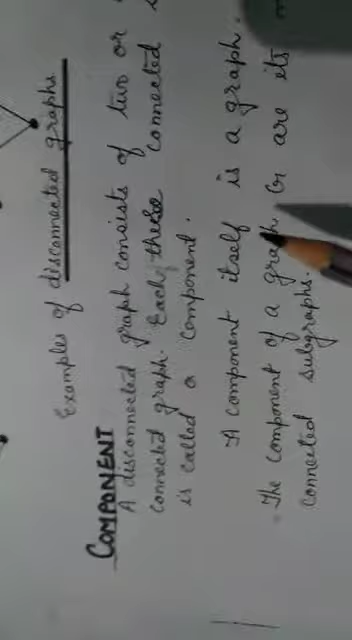 Examples of disconnected graphs.
COMPONENT
A disconnected graph consists of two or
connected graph. Each of these connected
is called a component.
A component itself is a graph.
The component of a graph G are its
connected subgraphs.